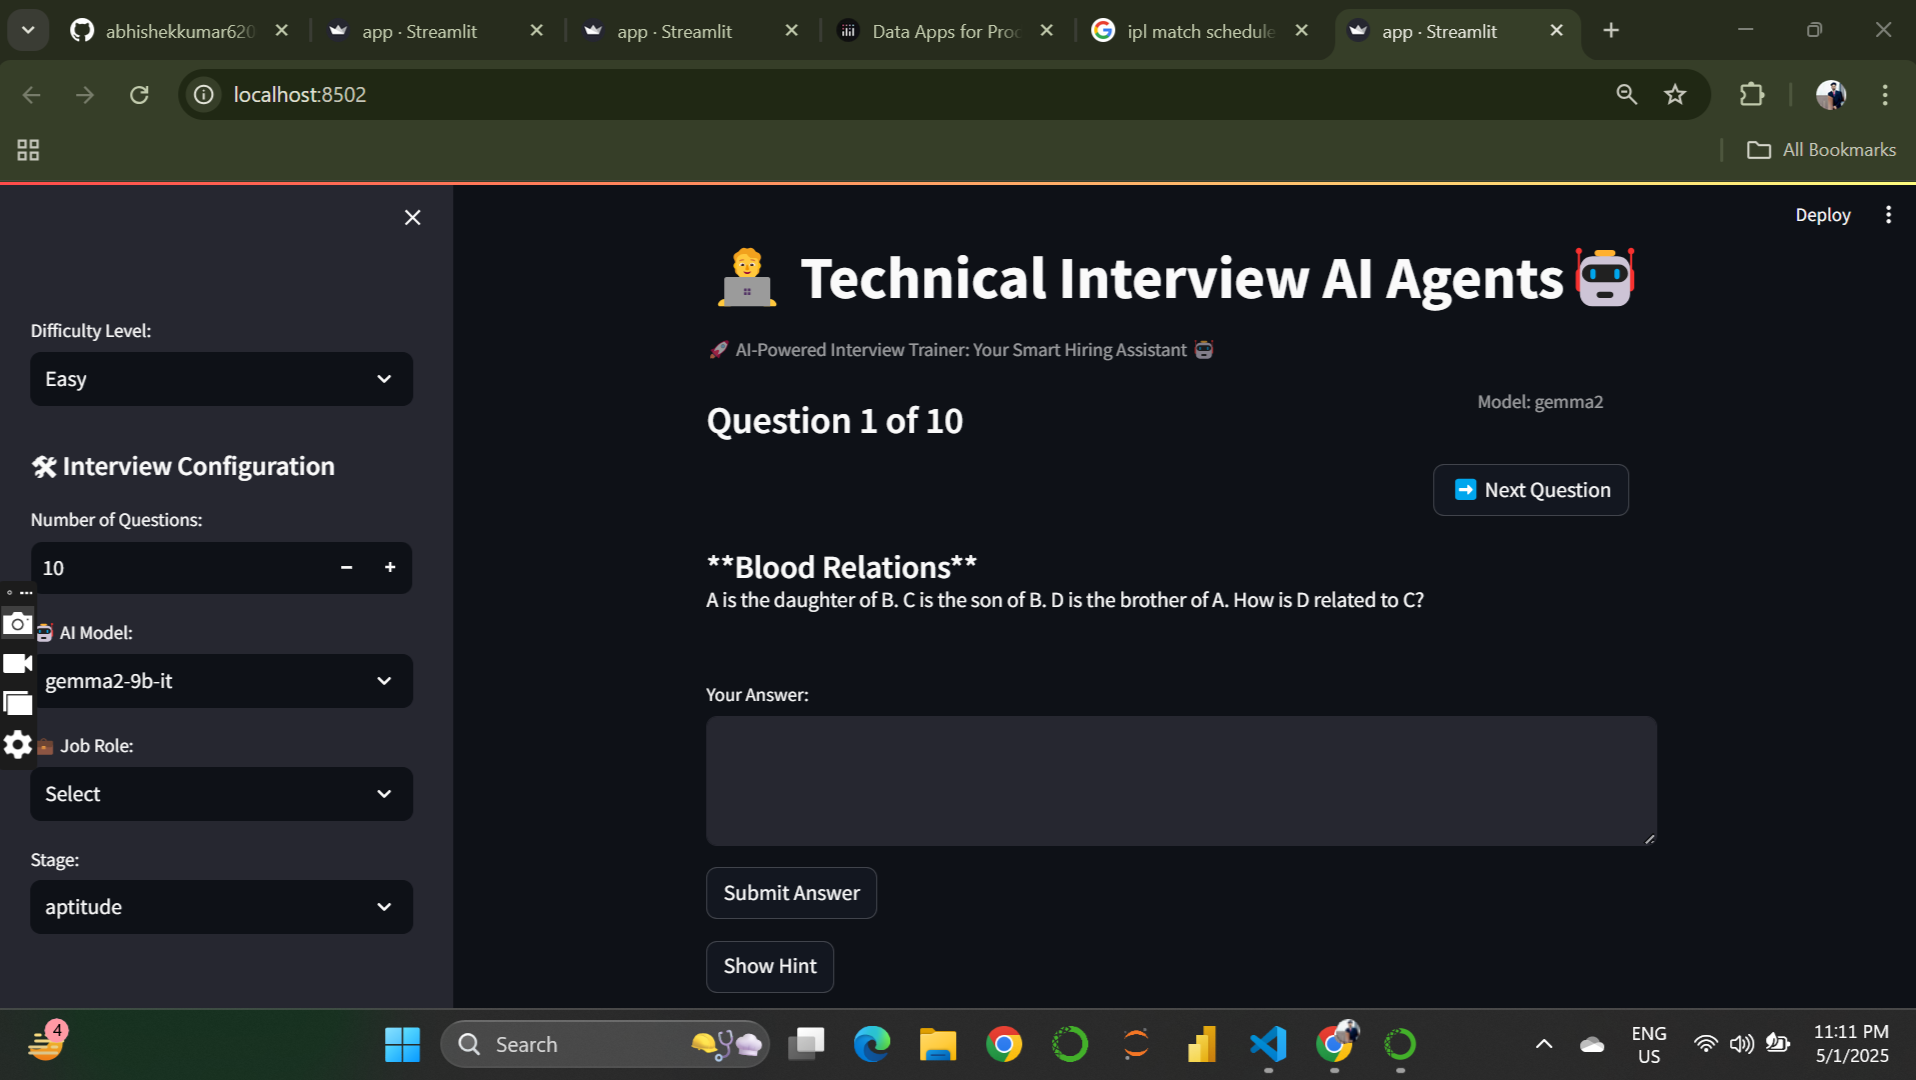 abhishekkumar620
app · Streamlit
app · Streamlit
Data Apps for Proc
ipl match schedule
app · Streamlit
localhost:8502
All Bookmarks
Deploy
Difficulty Level:
Easy
🛠 Interview Configuration
Number of Questions:
10
🤖 AI Model:
gemma2-9b-it
💼 Job Role:
Select
Stage:
aptitude
🧑‍💻 Technical Interview AI Agents🤖
🚀 AI-Powered Interview Trainer: Your Smart Hiring Assistant 🤖
Model: gemma2
Question 1 of 10
➡ Next Question
**Blood Relations**
A is the daughter of B. C is the son of B. D is the brother of A. How is D related to C?
Your Answer:
Submit Answer
Show Hint
4
Search
ENG
US
11:11 PM
5/1/2025